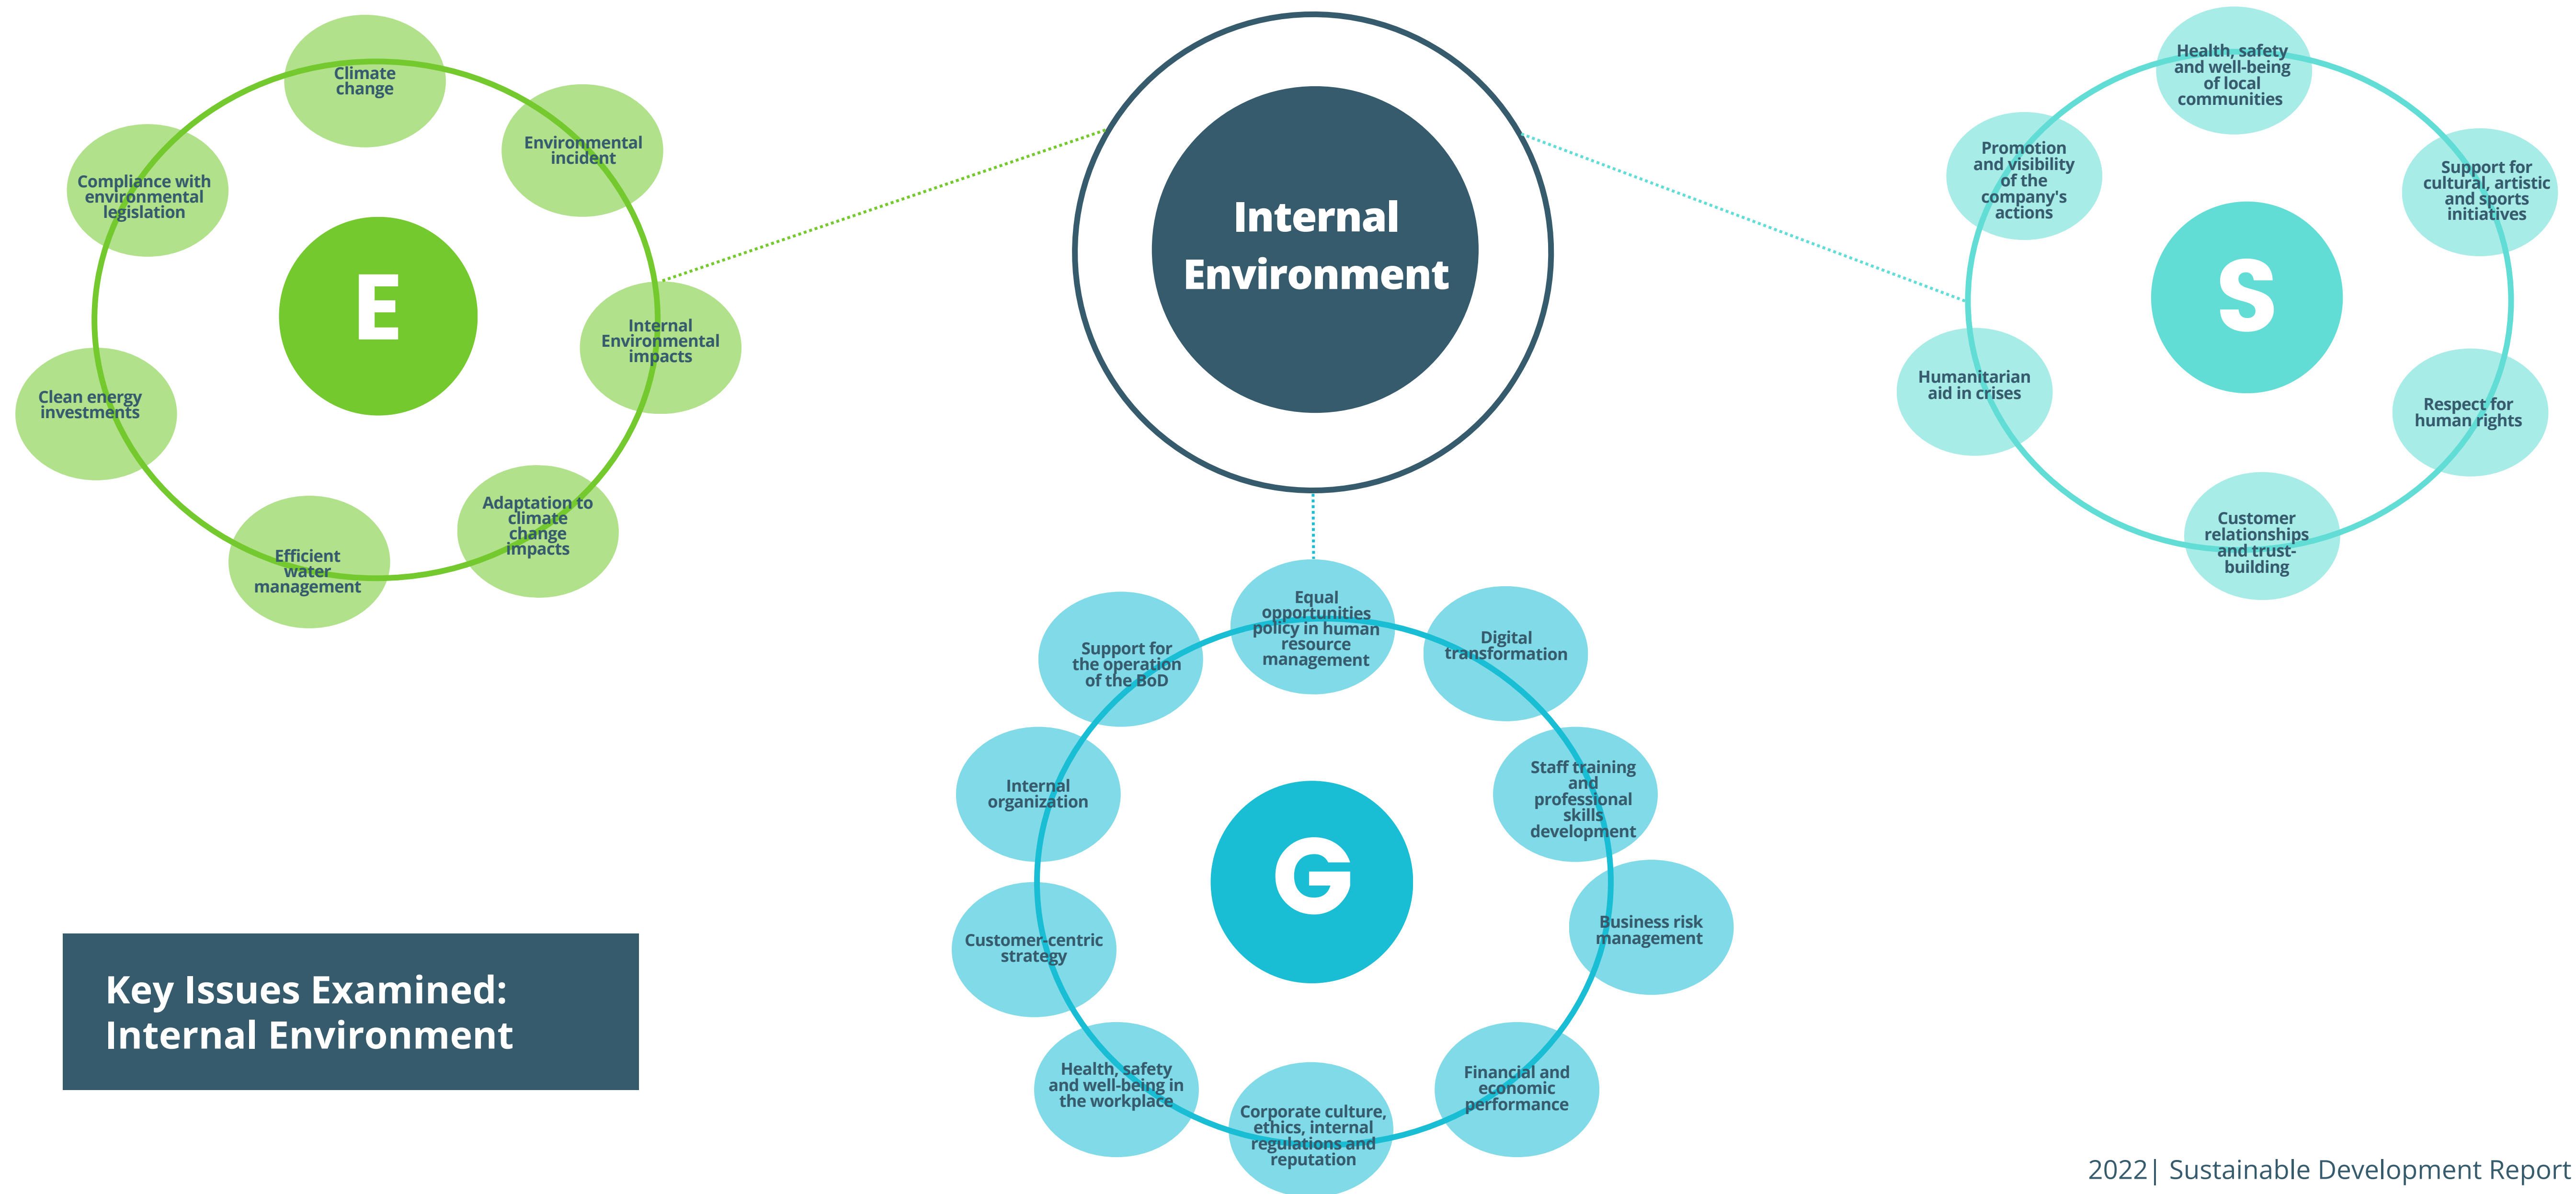 Climate
change
Environmental
incident
Compliance with
environmental
legislation
E
Internal
Environmental
impacts
Clean energy
investments
Adaptation to
climate
change
impacts
Efficient
water
management
Internal
Environment
Health, safety
and well-being
of local
communities
Promotion
and visibility
of the
company's
actions
Support for
cultural, artistic
and sports
initiatives
S
Humanitarian
aid in crises
Respect for
human rights
Customer
relationships
and trust-
building
Equal
opportunities
policy in human
resource
management
Support for
the operation
of the BoD
Digital
transformation
Internal
organization
Staff training
and
professional
skills
development
G
Customer-centric
strategy
Business risk
management
Health, safety
and well-being in
the workplace
Financial and
economic
performance
Corporate culture,
ethics, internal
regulations and
reputation
Key Issues Examined:
Internal Environment
2022| Sustainable Development Report